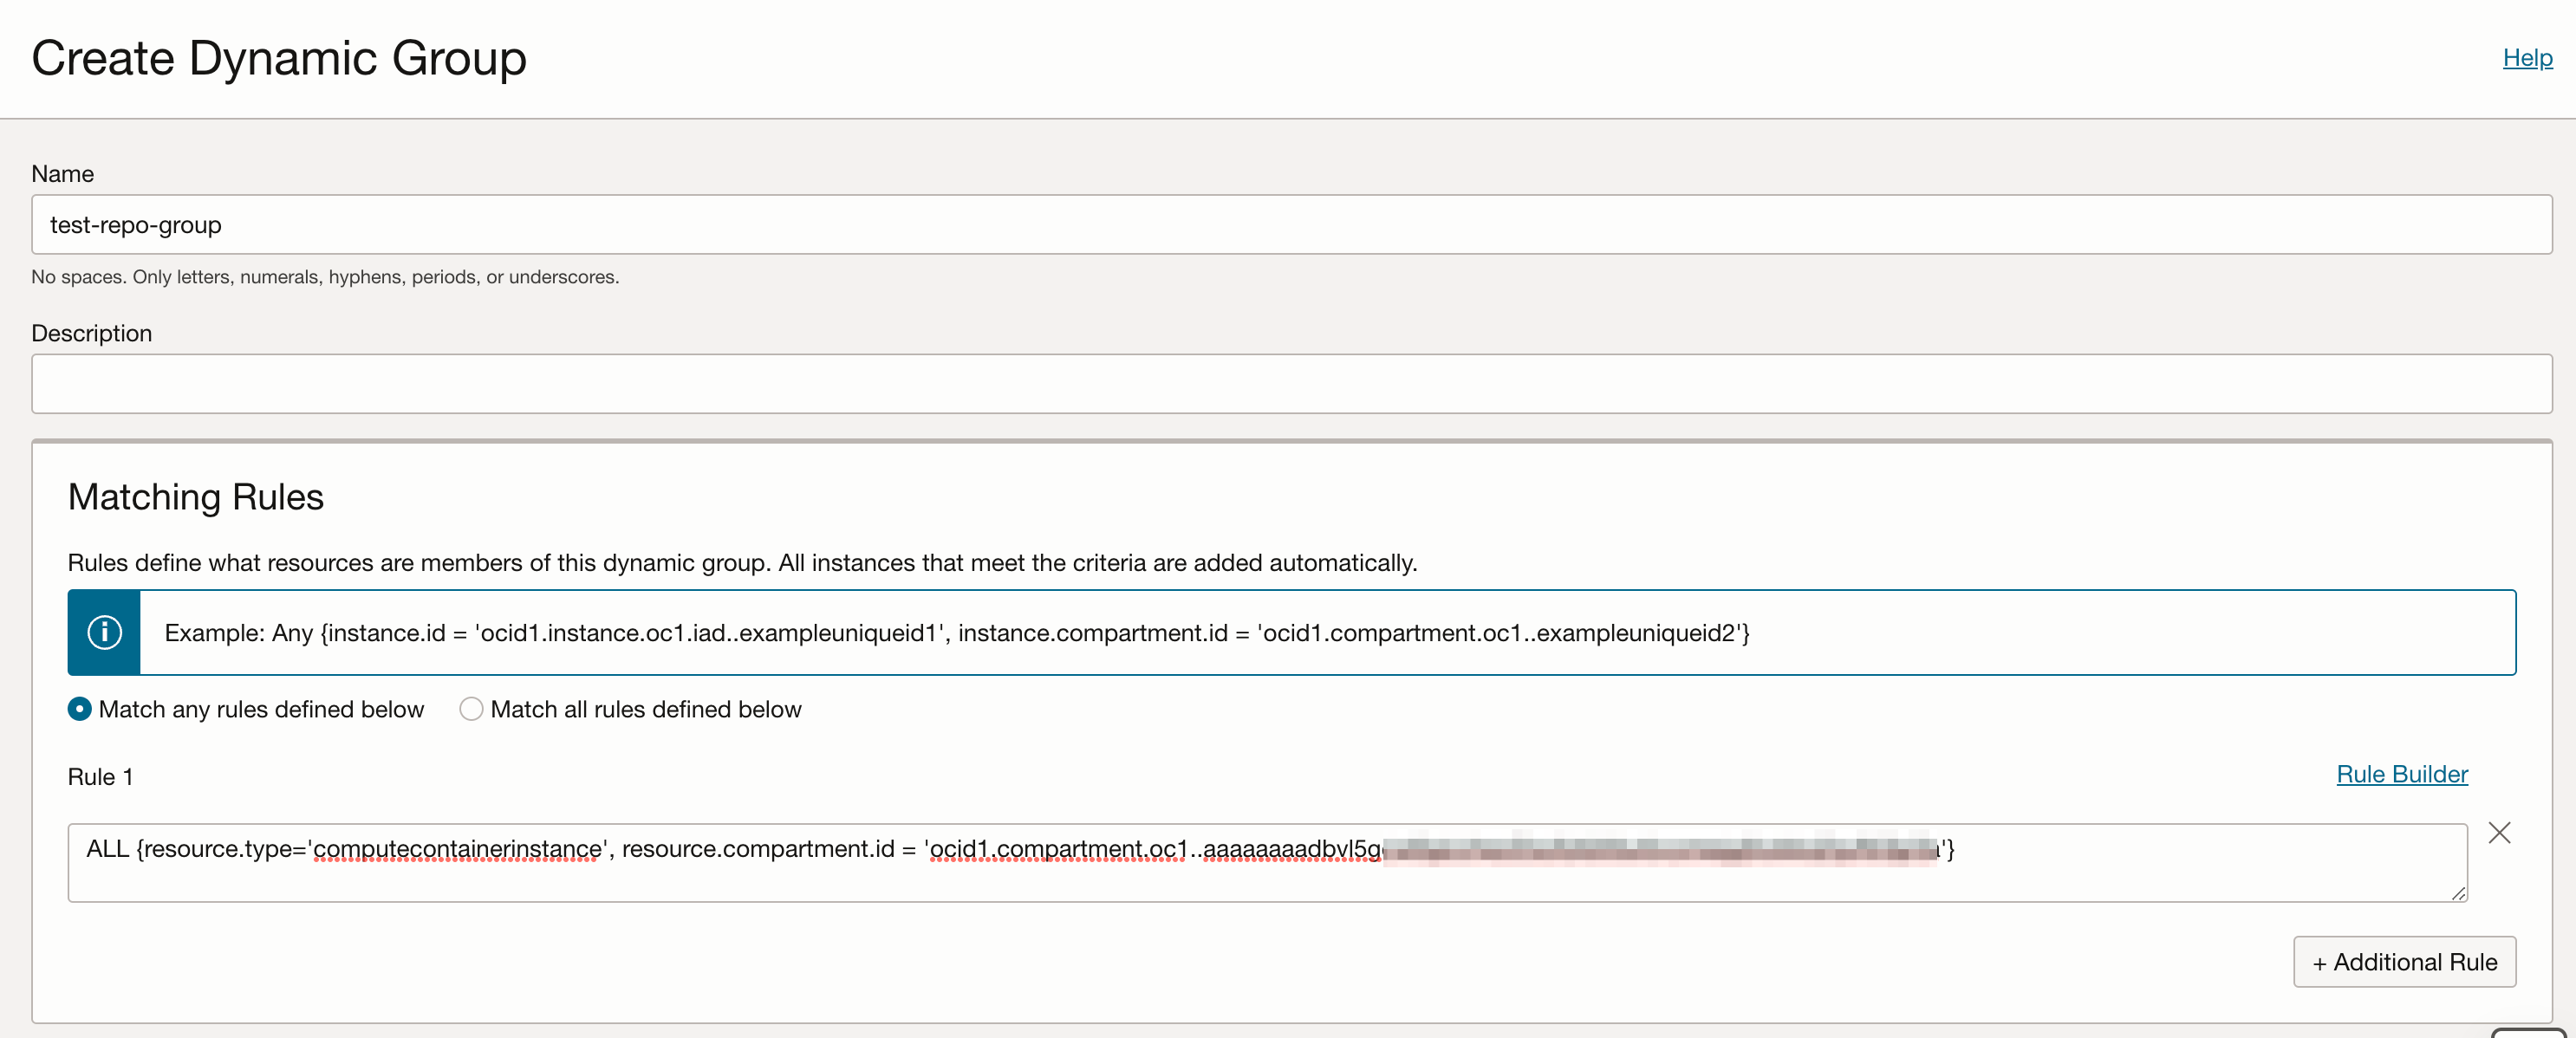 Create Dynamic Group
Help
Name
test-repo-group
No spaces. Only letters, numerals, hyphens, periods, or underscores.
Description
Matching Rules
Rules define what resources are members of this dynamic group. All instances that meet the criteria are added automatically.
Example: Any {instance.id = 'ocid1.instance.oc1.iad..exampleuniqueid1', instance.compartment.id = 'ocid1.compartment.oc1..exampleuniqueid2'}
Match any rules defined below Match all rules defined below
Rule 1 Rule Builder
ALL {resource.type='computecontainerinstance', resource.compartment.id = 'ocid1.compartment.oc1..aaaaaaaadbvl5g '}
+ Additional Rule